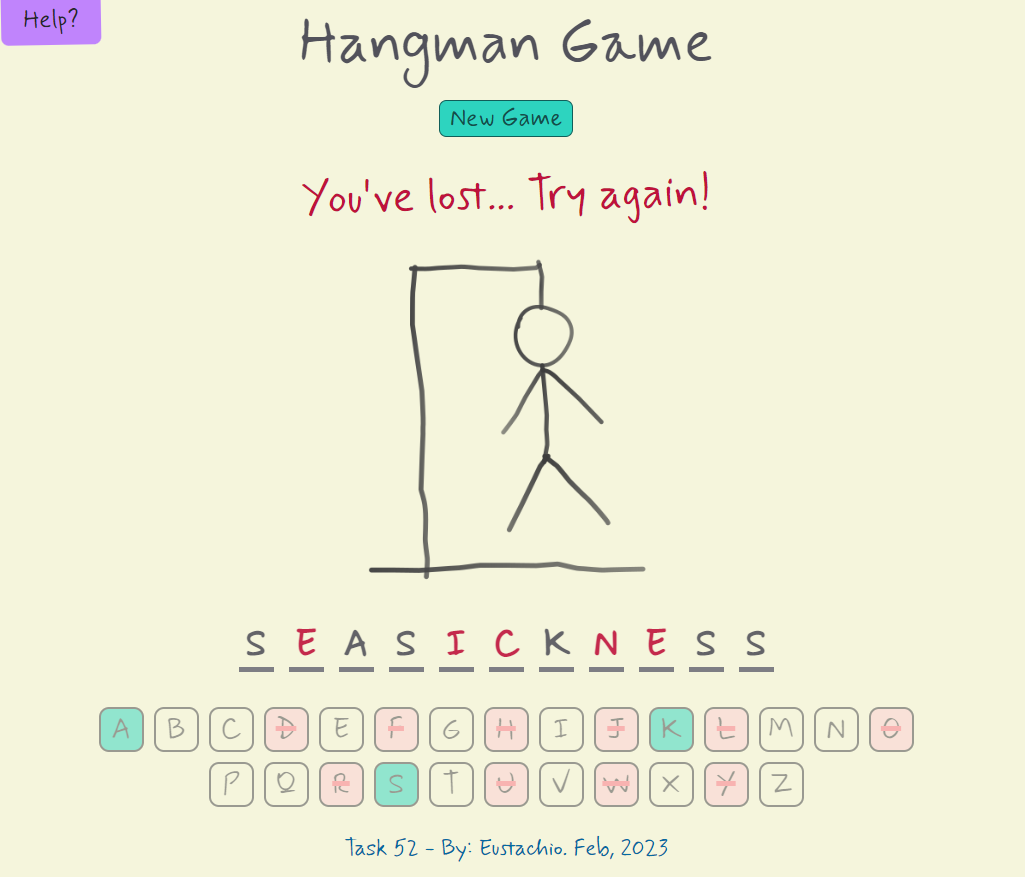 Help?
Hangman Game
New Game
You've lost... Try again!
S E A S I C K N E S S
A B C D E F G H I J K L M N O
P Q R S T U V W X Y Z
Task 52 - By: Eustachio. Feb, 2023